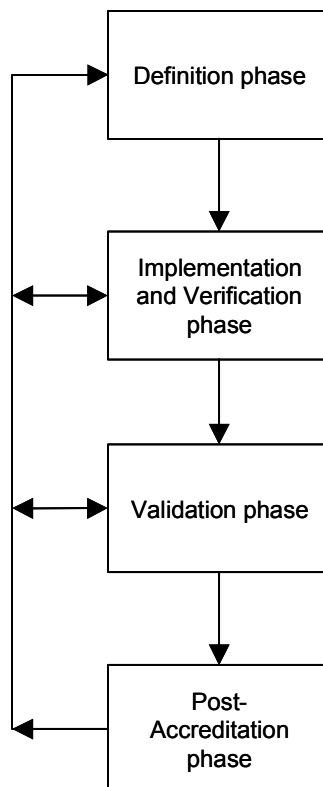 Definition phase
Implementation
and Verification
phase
Validation phase
Post-
Accreditation
phase